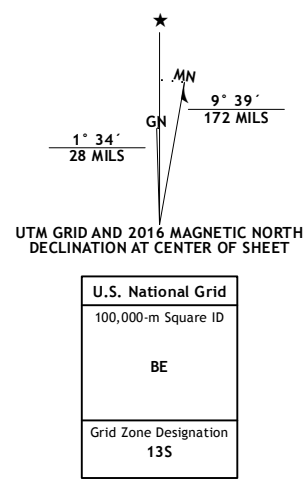 ★
MN
GN
9° 39´
172 MILS
1° 34´
28 MILS
UTM GRID AND 2016 MAGNETIC NORTH
DECLINATION AT CENTER OF SHEET
U.S. National Grid
100,000-m Square ID
BE
Grid Zone Designation
13S